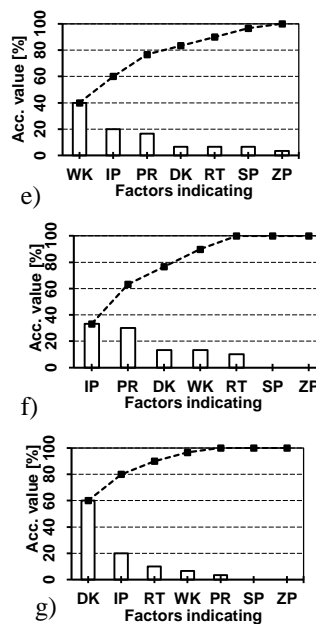 Acc. value [%]
100
80
60
40
20
0
WK IP PR DK RT SP ZP
Factors indicating
e)
Acc. value [%]
100
80
60
40
20
0
IP PR DK WK RT SP ZP
Factors indicating
f)
Acc. value [%]
100
80
60
40
20
0
DK IP RT WK PR SP ZP
Factors indicating
g)